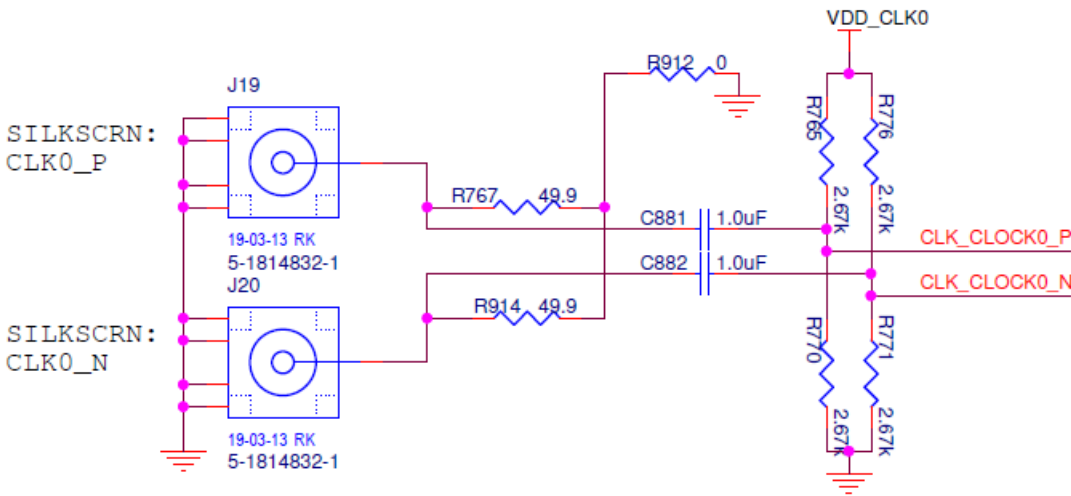 VDD_CLK0
R912 0
J19
SILKSCRN:
CLK0_P
R765
R776
R767 49.9
2.67k
2.67k
C881 1.0uF
CLK_CLOCK0_P
19-03-13 RK
5-1814832-1
C882 1.0uF
CLK_CLOCK0_N
J20
R914 49.9
SILKSCRN:
CLK0_N
R770
R771
2.67k
2.67k
19-03-13 RK
5-1814832-1